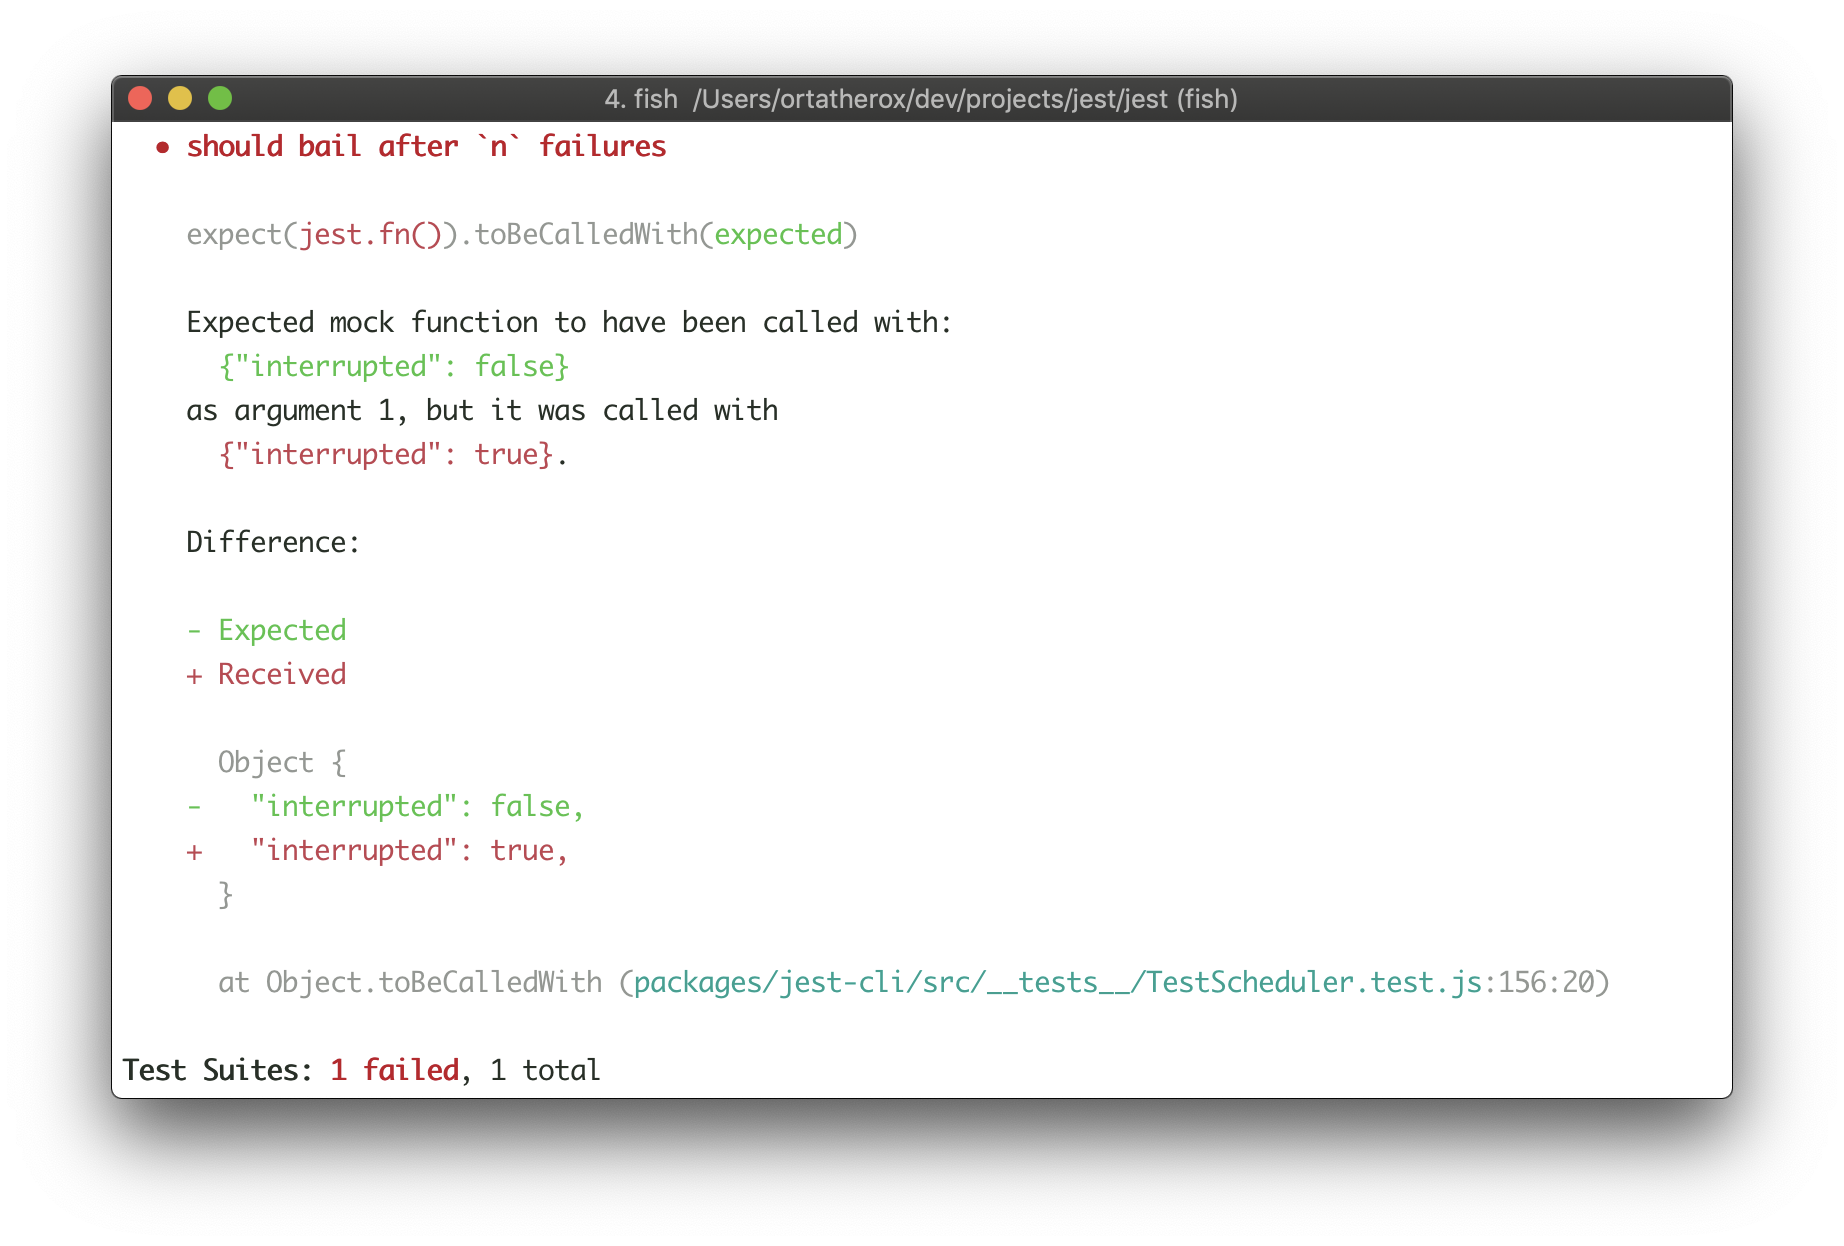 4. fish /Users/ortatherox/dev/projects/jest/jest (fish)
• should bail after `n` failures
expect(jest.fn()).toBeCalledWith(expected)
Expected mock function to have been called with:
{"interrupted": false}
as argument 1, but it was called with
{"interrupted": true}.
Difference:
- Expected
+ Received
Object {
-   "interrupted": false,
+   "interrupted": true,
}
at Object.toBeCalledWith (packages/jest-cli/src/__tests__/TestScheduler.test.js:156:20)
Test Suites: 1 failed, 1 total